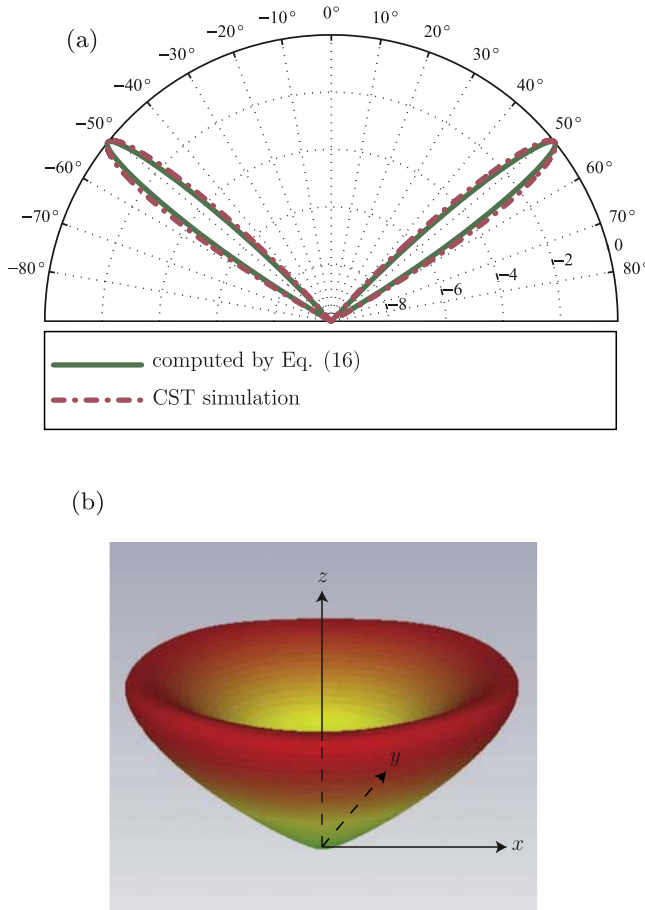 (a)
0°
−10° 10°
−20° 20°
−30° 30°
−40° 40°
−50° 50°
−60° 60°
−70° 70°
−80° 80°
−8 −6 −4 −2 0
computed by Eq. (16)
CST simulation
(b)
z
y
x